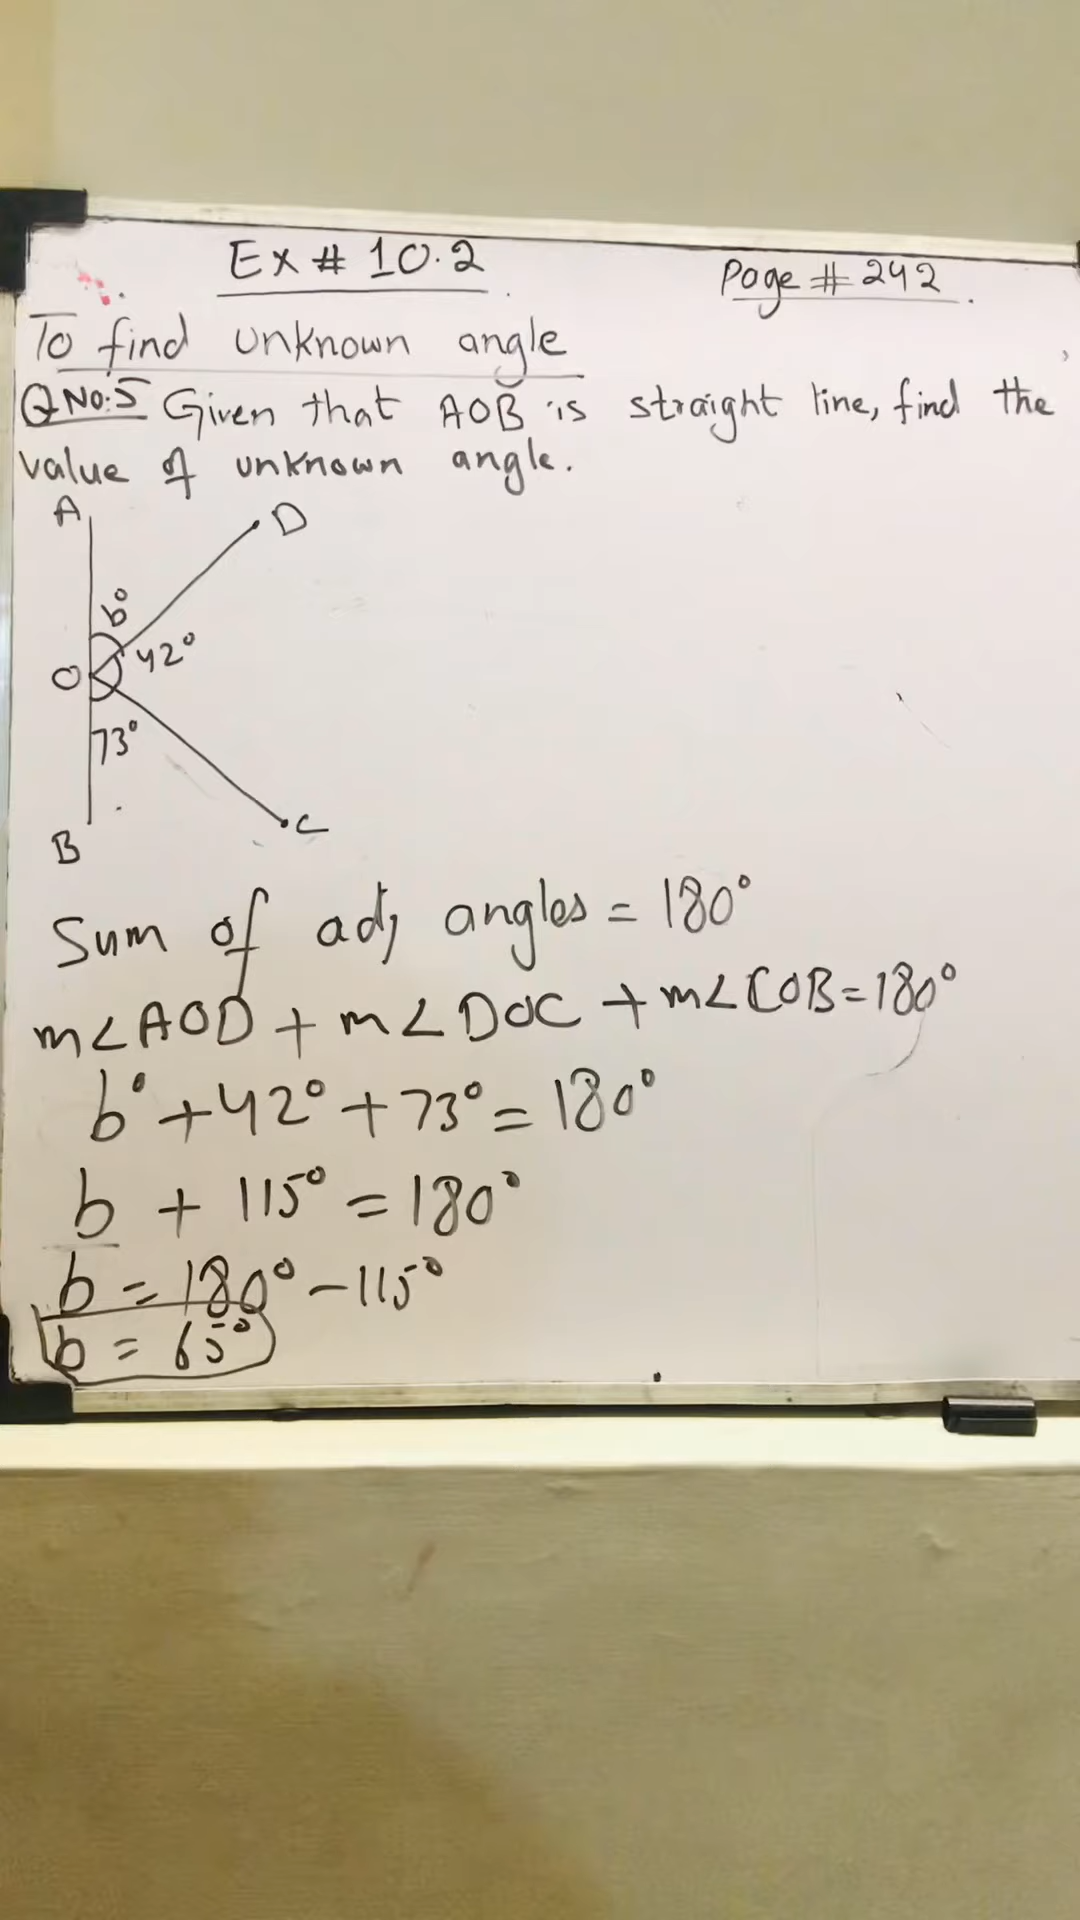 Ex # 10.2
Page # 242
To find unknown angle
Q No:5 Given that AOB is straight line, find the
value of unknown angle.
A
D
b°
42°
O
73°
C
B
Sum of adj angles = 180°
m∠AOD + m∠DOC + m∠COB = 180°
b° + 42° + 73° = 180°
b + 115° = 180°
b = 180° - 115°
b = 65°